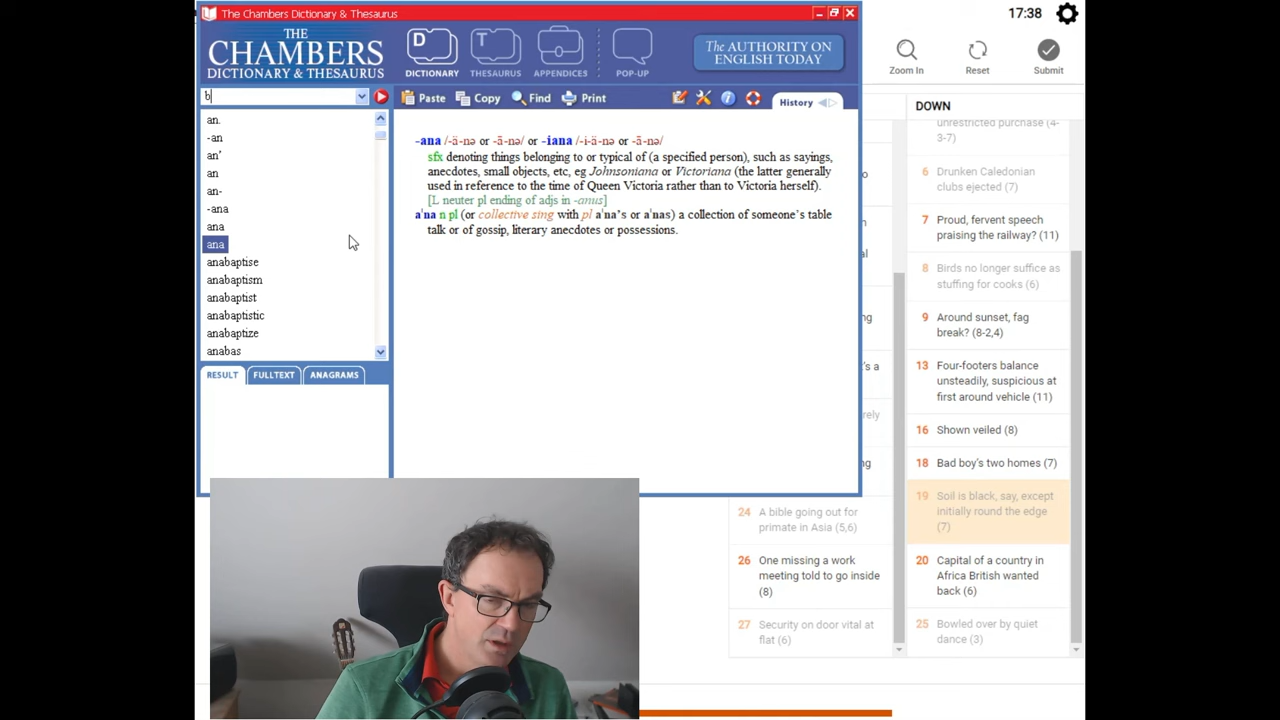 The Chambers Dictionary & Thesaurus
THE
CHAMBERS
DICTIONARY & THESAURUS
D
DICTIONARY
T
THESAURUS
APPENDICES
POP-UP
The AUTHORITY ON
ENGLISH TODAY
b
Paste
Copy
Find
Print
History
an.
-an
an'
an
an-
-ana
ana
ana
anabaptise
anabaptism
anabaptist
anabaptistic
anabaptize
anabas
RESULT
FULLTEXT
ANAGRAMS
-ana /-ä-nə or -ā-nə/ or -iana /-i-ä-nə or -ā-nə/
sfx denoting things belonging to or typical of (a specified person), such as sayings,
anecdotes, small objects, etc, eg Johnsoniana or Victoriana (the latter generally
used in reference to the time of Queen Victoria rather than to Victoria herself).
[L neuter pl ending of adjs in -anus]
a'na n pl (or collective sing with pl a'na's or a'nas) a collection of someone's table
talk or of gossip, literary anecdotes or possessions.
17:38
Zoom In
Reset
Submit
24 A bible going out for
primate in Asia (5,6)
26 One missing a work
meeting told to go inside
(8)
27 Security on door vital at
flat (6)
DOWN
unrestricted purchase (4-
3-7)
6 Drunken Caledonian
clubs ejected (7)
7 Proud, fervent speech
praising the railway? (11)
8 Birds no longer suffice as
stuffing for cooks (6)
9 Around sunset, fag
break? (8-2,4)
13 Four-footers balance
unsteadily, suspicious at
first around vehicle (11)
16 Shown veiled (8)
18 Bad boy's two homes (7)
19 Soil is black, say, except
initially round the edge
(7)
20 Capital of a country in
Africa British wanted
back (6)
25 Bowled over by quiet
dance (3)